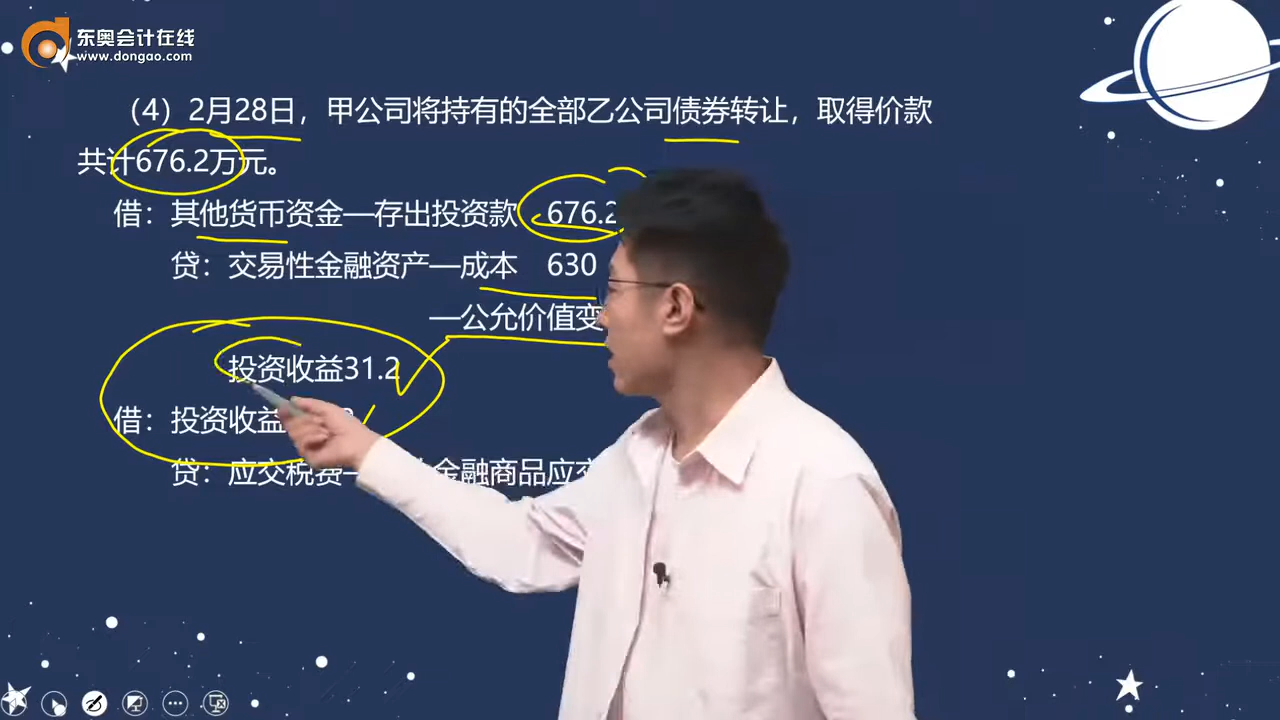 东奥会计在线
www.dongao.com
（4）2月28日，甲公司将持有的全部乙公司债券转让，取得价款
共计676.2万元。
借：其他货币资金—存出投资款 676.2
贷：交易性金融资产—成本 630
—公允价值变
投资收益31.2
借：投资收益
贷：应交税费—金融商品应交